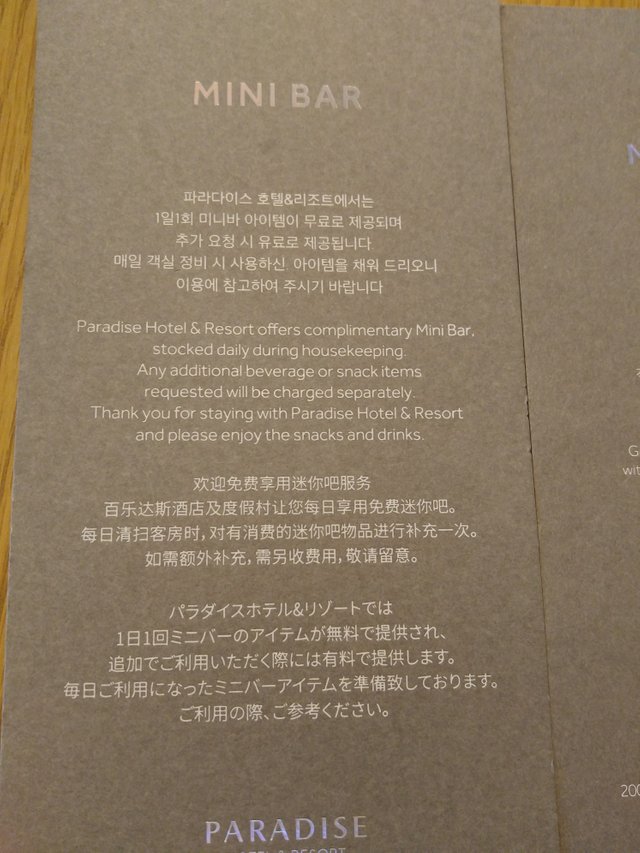 MINI BAR
파라다이스 호텔&리조트에서는
1일1회 미니바 아이템이 무료로 제공되며
추가 요청 시 유료로 제공됩니다.
매일 객실 정비 시 사용하신 아이템을 채워 드리오니
이용에 참고하여 주시기 바랍니다
Paradise Hotel & Resort offers complimentary Mini Bar,
stocked daily during housekeeping.
Any additional beverage or snack items
requested will be charged separately.
Thank you for staying with Paradise Hotel & Resort
and please enjoy the snacks and drinks.
欢迎免费享用迷你吧服务
百乐达斯酒店及度假村让您每日享用免费迷你吧。
每日清扫客房时,对有消费的迷你吧物品进行补充一次。
如需额外补充,需另收费用,敬请留意。
パラダイスホテル&リゾートでは
1日1回ミニバーのアイテムが無料で提供され、
追加でご利用いただく際には有料で提供します。
毎日ご利用になったミニバーアイテムを準備致しております。
ご利用の際、ご参考ください。
PARADISE
HOTEL & RESORT
200